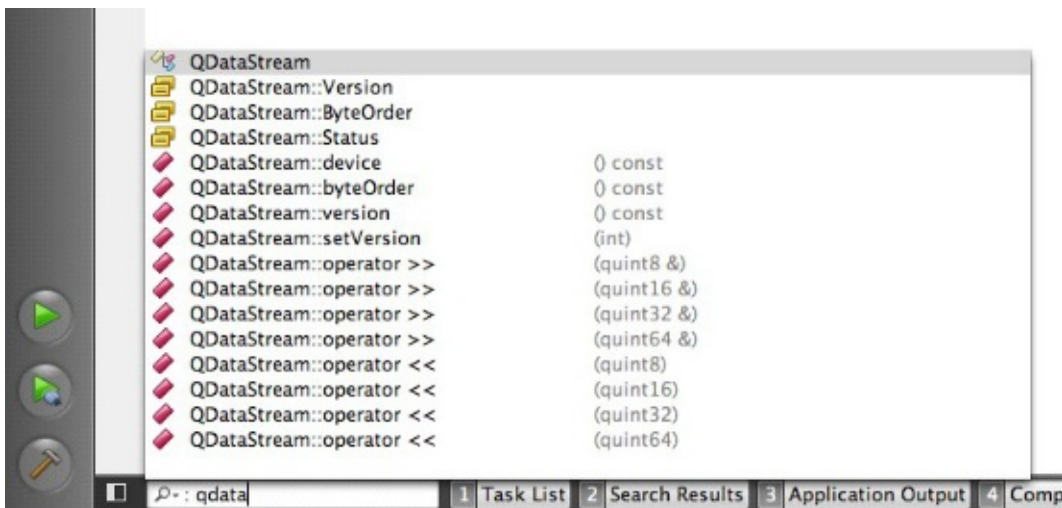 QDataStream
QDataStream::Version
QDataStream::ByteOrder
QDataStream::Status
QDataStream::device () const
QDataStream::byteOrder () const
QDataStream::version () const
QDataStream::setVersion (int)
QDataStream::operator >> (quint8 &)
QDataStream::operator >> (quint16 &)
QDataStream::operator >> (quint32 &)
QDataStream::operator >> (quint64 &)
QDataStream::operator << (quint8)
QDataStream::operator << (quint16)
QDataStream::operator << (quint32)
QDataStream::operator << (quint64)
: qdata 1 Task List 2 Search Results 3 Application Output 4 Comp